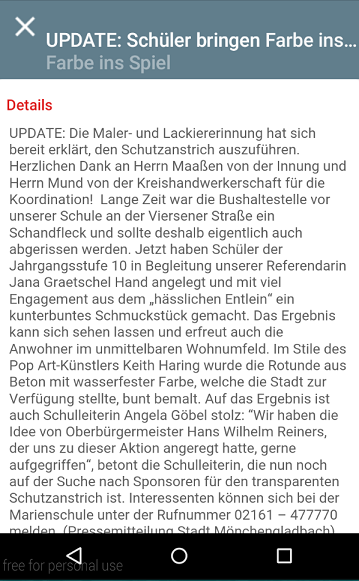 UPDATE: Schüler bringen Farbe ins...
Farbe ins Spiel
Details
UPDATE: Die Maler- und Lackiererinnung hat sich
bereit erklärt, den Schutzanstrich auszuführen.
Herzlichen Dank an Herrn Maaßen von der Innung und
Herrn Mund von der Kreishandwerkerschaft für die
Koordination!  Lange Zeit war die Bushaltestelle vor
unserer Schule an der Viersener Straße ein
Schandfleck und sollte deshalb eigentlich auch
abgerissen werden. Jetzt haben Schüler der
Jahrgangsstufe 10 in Begleitung unserer Referendarin
Jana Graetschel Hand angelegt und mit viel
Engagement aus dem „hässlichen Entlein“ ein
kunterbuntes Schmuckstück gemacht. Das Ergebnis
kann sich sehen lassen und erfreut auch die
Anwohner im unmittelbaren Wohnumfeld. Im Stile des
Pop Art-Künstlers Keith Haring wurde die Rotunde aus
Beton mit wasserfester Farbe, welche die Stadt zur
Verfügung stellte, bunt bemalt. Auf das Ergebnis ist
auch Schulleiterin Angela Göbel stolz: “Wir haben die
Idee von Oberbürgermeister Hans Wilhelm Reiners,
der uns zu dieser Aktion angeregt hatte, gerne
aufgegriffen“, betont die Schulleiterin, die nun noch
auf der Suche nach Sponsoren für den transparenten
Schutzanstrich ist. Interessenten können sich bei der
Marienschule unter der Rufnummer 02161 – 477770
melden. (Pressemitteilung Stadt Mönchengladbach)
free for personal use